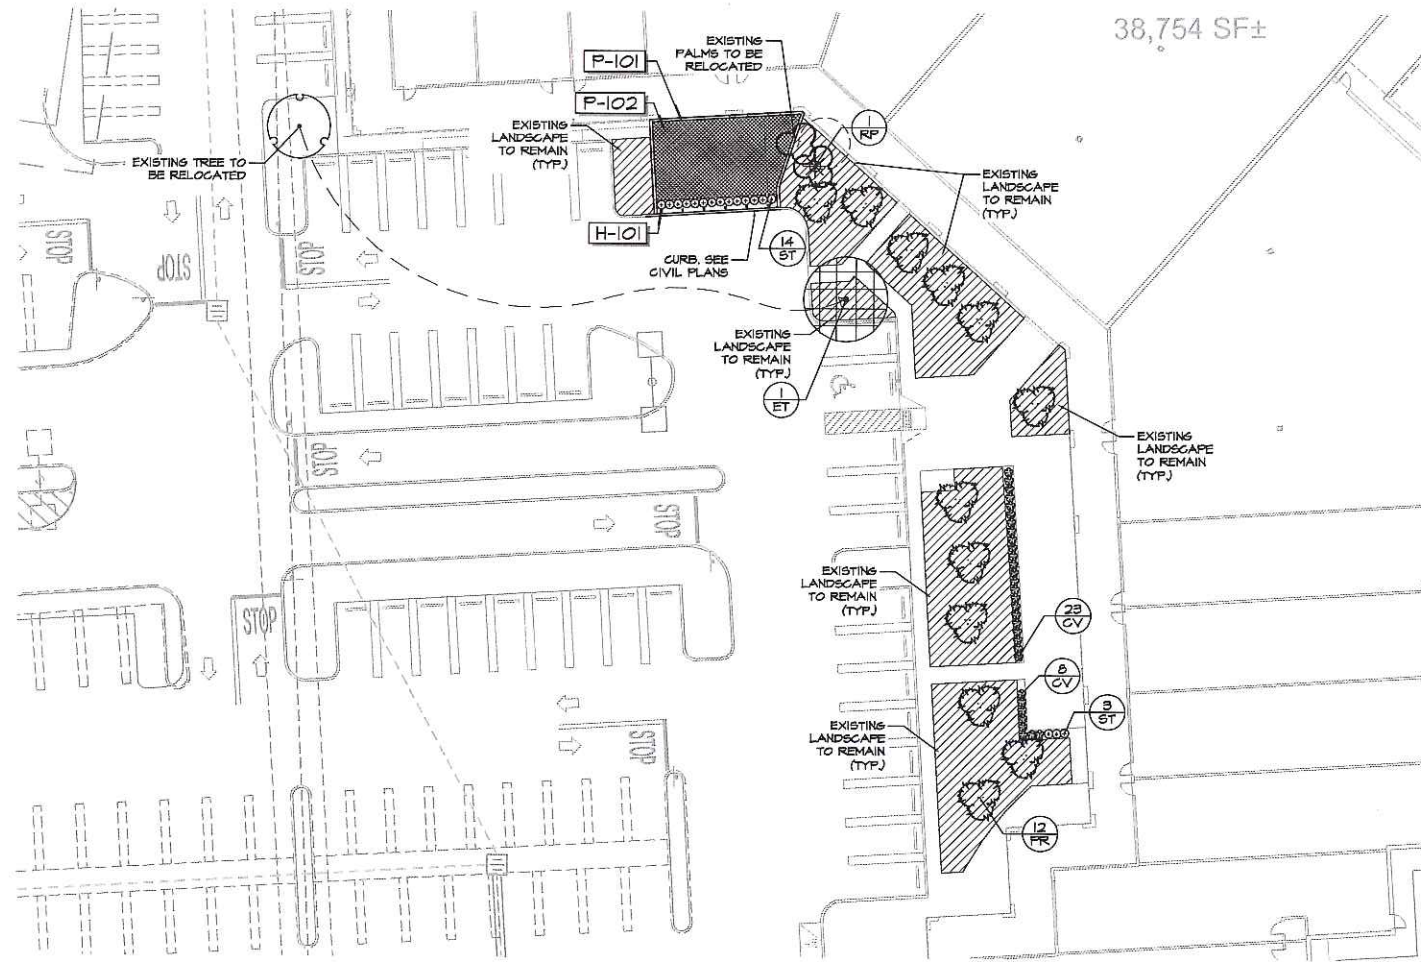 38,754 SF±
EXISTING
PALMS TO BE
RELOCATED
P-101
P-102
EXISTING
LANDSCAPE
TO REMAIN
(TYP.)
1
RP
EXISTING TREE TO
BE RELOCATED
EXISTING
LANDSCAPE
TO REMAIN
(TYP.)
H-101
14
ST
CURB, SEE
CIVIL PLANS
STOP
STOP
STOP
EXISTING
LANDSCAPE
TO REMAIN
(TYP.)
1
ET
EXISTING
LANDSCAPE
TO REMAIN
(TYP.)
STOP
STOP
EXISTING
LANDSCAPE
TO REMAIN
(TYP.)
23
CV
STOP
8
CV
3
ST
EXISTING
LANDSCAPE
TO REMAIN
(TYP.)
STOP
12
PR